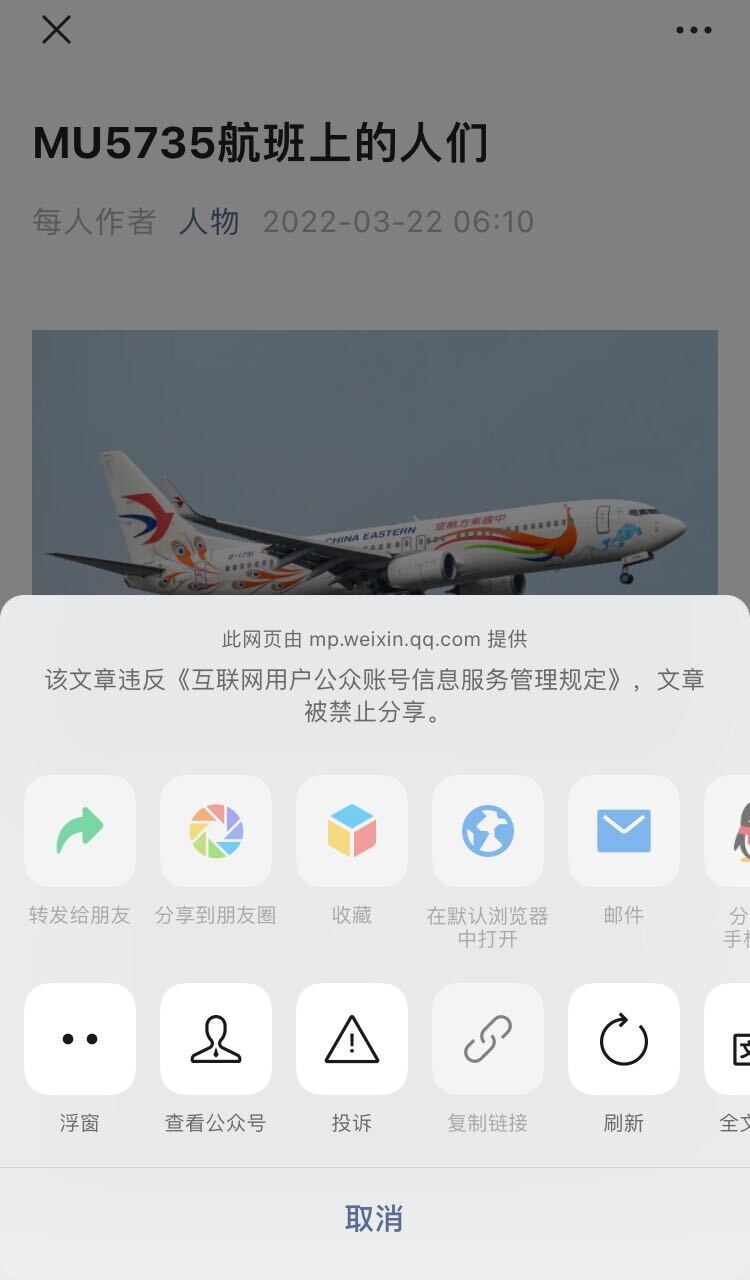 MU5735航班上的人们
每人作者 人物 2022-03-22 06:10
CHINA EASTERN 空航方東國中
B-1791
此网页由 mp.weixin.qq.com 提供
该文章违反《互联网用户公众账号信息服务管理规定》，文章
被禁止分享。
转发给朋友 分享到朋友圈 收藏 在默认浏览器 邮件 分
中打开 手机
浮窗 查看公众号 投诉 复制链接 刷新 全文
取消